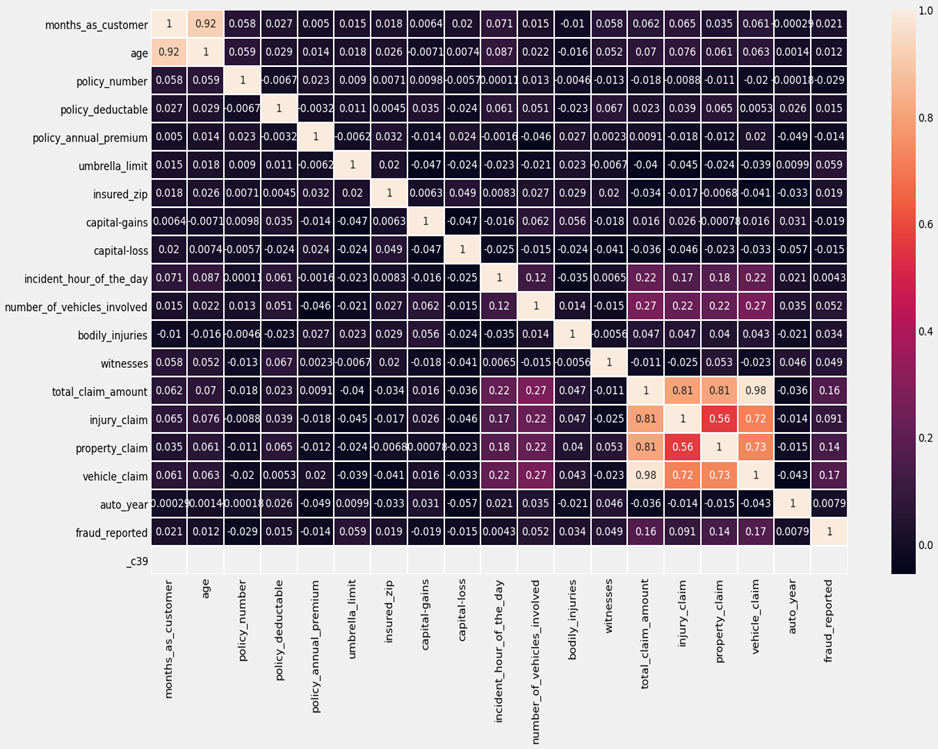 months_as_customer 1 0.92 0.058 0.027 0.005 0.015 0.018 0.0064 0.02 0.071 0.015 -0.01 0.058 0.062 0.065 0.035 0.061 -0.00029 0.021
age 0.92 1 0.059 0.029 0.014 0.018 0.026 -0.0071 0.0074 0.087 0.022 -0.016 0.052 0.07 0.076 0.061 0.063 0.0014 0.012
policy_number 0.058 0.059 1 -0.0067 0.023 0.009 0.0071 0.0098 -0.0057 0.00011 0.013 -0.0046 -0.013 -0.018 -0.0088 -0.011 -0.02 -0.00018 -0.029
policy_deductable 0.027 0.029 -0.0067 1 -0.0032 0.011 0.0045 0.035 -0.024 0.061 0.051 -0.023 0.067 0.023 0.039 0.065 0.0053 0.026 0.015
policy_annual_premium 0.005 0.014 0.023 -0.0032 1 -0.0062 0.032 -0.014 0.024 -0.0016 -0.046 0.027 0.0023 0.0091 -0.018 -0.012 0.02 -0.049 -0.014
umbrella_limit 0.015 0.018 0.009 0.011 -0.0062 1 0.02 -0.047 -0.024 -0.023 -0.021 0.023 -0.0067 -0.04 -0.045 -0.024 -0.039 0.0099 0.059
insured_zip 0.018 0.026 0.0071 0.0045 0.032 0.02 1 0.0063 0.049 0.0083 0.027 0.029 0.02 -0.034 -0.017 -0.0068 -0.041 -0.033 0.019
capital-gains 0.0064 -0.0071 0.0098 0.035 -0.014 -0.047 0.0063 1 -0.047 -0.016 0.062 0.056 -0.018 0.016 0.026 -0.00078 0.016 0.031 -0.019
capital-loss 0.02 0.0074 -0.0057 -0.024 0.024 -0.024 0.049 -0.047 1 -0.025 -0.015 -0.024 -0.041 -0.036 -0.046 -0.023 -0.033 -0.057 -0.015
incident_hour_of_the_day 0.071 0.087 0.00011 0.061 -0.0016 -0.023 0.0083 -0.016 -0.025 1 0.12 -0.035 0.0065 0.22 0.17 0.18 0.22 0.021 0.0043
number_of_vehicles_involved 0.015 0.022 0.013 0.051 -0.046 -0.021 0.027 0.062 -0.015 0.12 1 0.014 -0.015 0.27 0.22 0.22 0.27 0.035 0.052
bodily_injuries -0.01 -0.016 -0.0046 -0.023 0.027 0.023 0.029 0.056 -0.024 -0.035 0.014 1 -0.0056 0.047 0.047 0.04 0.043 -0.021 0.034
witnesses 0.058 0.052 -0.013 0.067 0.0023 -0.0067 0.02 -0.018 -0.041 0.0065 -0.015 -0.0056 1 -0.011 -0.025 0.053 -0.023 0.046 0.049
total_claim_amount 0.062 0.07 -0.018 0.023 0.0091 -0.04 -0.034 0.016 -0.036 0.22 0.27 0.047 -0.011 1 0.81 0.81 0.98 -0.036 0.16
injury_claim 0.065 0.076 -0.0088 0.039 -0.018 -0.045 -0.017 0.026 -0.046 0.17 0.22 0.047 -0.025 0.81 1 0.56 0.72 -0.014 0.091
property_claim 0.035 0.061 -0.011 0.065 -0.012 -0.024 -0.0068 0.00078 -0.023 0.18 0.22 0.04 0.053 0.81 0.56 1 0.73 -0.015 0.14
vehicle_claim 0.061 0.063 -0.02 0.0053 0.02 -0.039 -0.041 0.016 -0.033 0.22 0.27 0.043 -0.023 0.98 0.72 0.73 1 -0.043 0.17
auto_year 0.00029 0.0014 -0.00018 0.026 -0.049 0.0099 -0.033 0.031 -0.057 0.021 0.035 -0.021 0.046 -0.036 -0.014 -0.015 -0.043 1 0.0079
fraud_reported 0.021 0.012 -0.029 0.015 -0.014 0.059 0.019 -0.019 -0.015 0.0043 0.052 0.034 0.049 0.16 0.091 0.14 0.17 0.0079 1
_c39
months_as_customer
age
policy_number
policy_deductable
policy_annual_premium
umbrella_limit
insured_zip
capital-gains
capital-loss
incident_hour_of_the_day
number_of_vehicles_involved
bodily_injuries
witnesses
total_claim_amount
injury_claim
property_claim
vehicle_claim
auto_year
fraud_reported
1.0
0.8
0.6
0.4
0.2
0.0